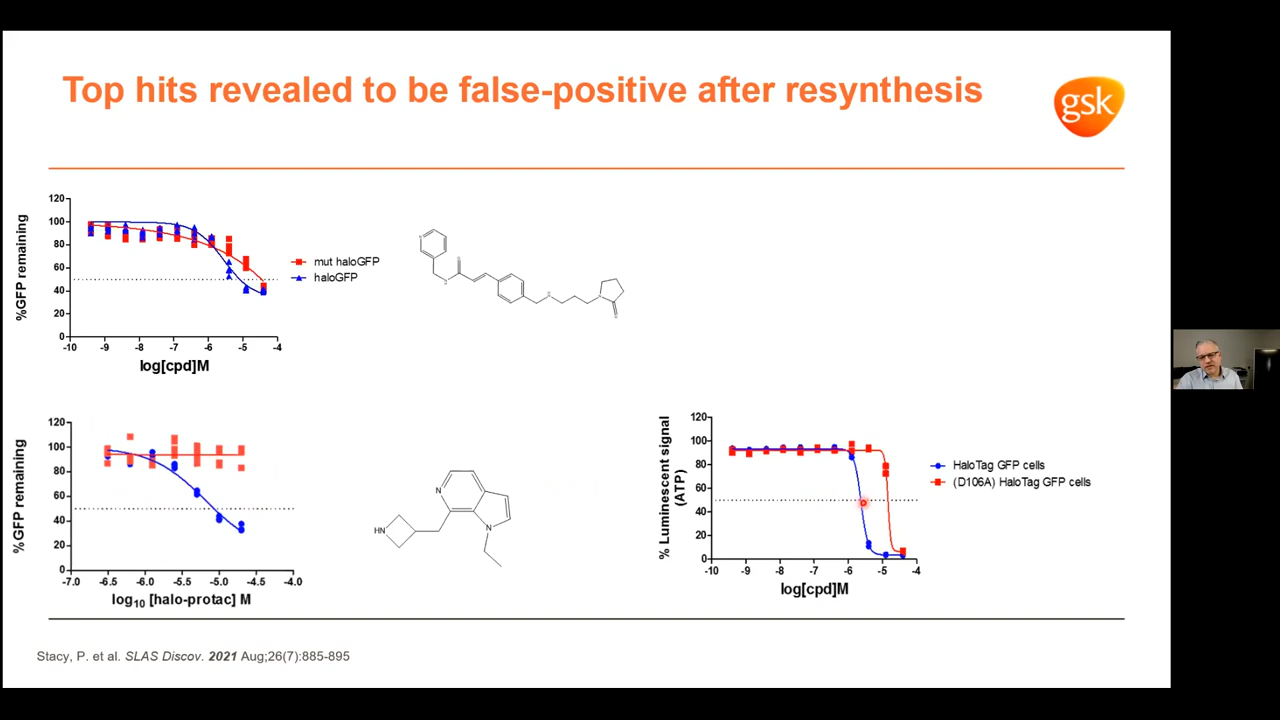 Top hits revealed to be false-positive after resynthesis
gsk
%GFP remaining
120
100
80
60
40
20
0
-10
-9
-8
-7
-6
-5
-4
log[cpd]M
mut haloGFP
haloGFP
%GFP remaining
120
100
80
60
40
20
0
-7.0
-6.5
-6.0
-5.5
-5.0
-4.5
-4.0
log10 [halo-protac] M
N
HN
N
% Luminescent signal
(ATP)
120
100
80
60
40
20
0
-10
-9
-8
-7
-6
-5
-4
log[cpd]M
HaloTag GFP cells
(D106A) HaloTag GFP cells
Stacy, P. et al. SLAS Discov. 2021 Aug;26(7):885-895